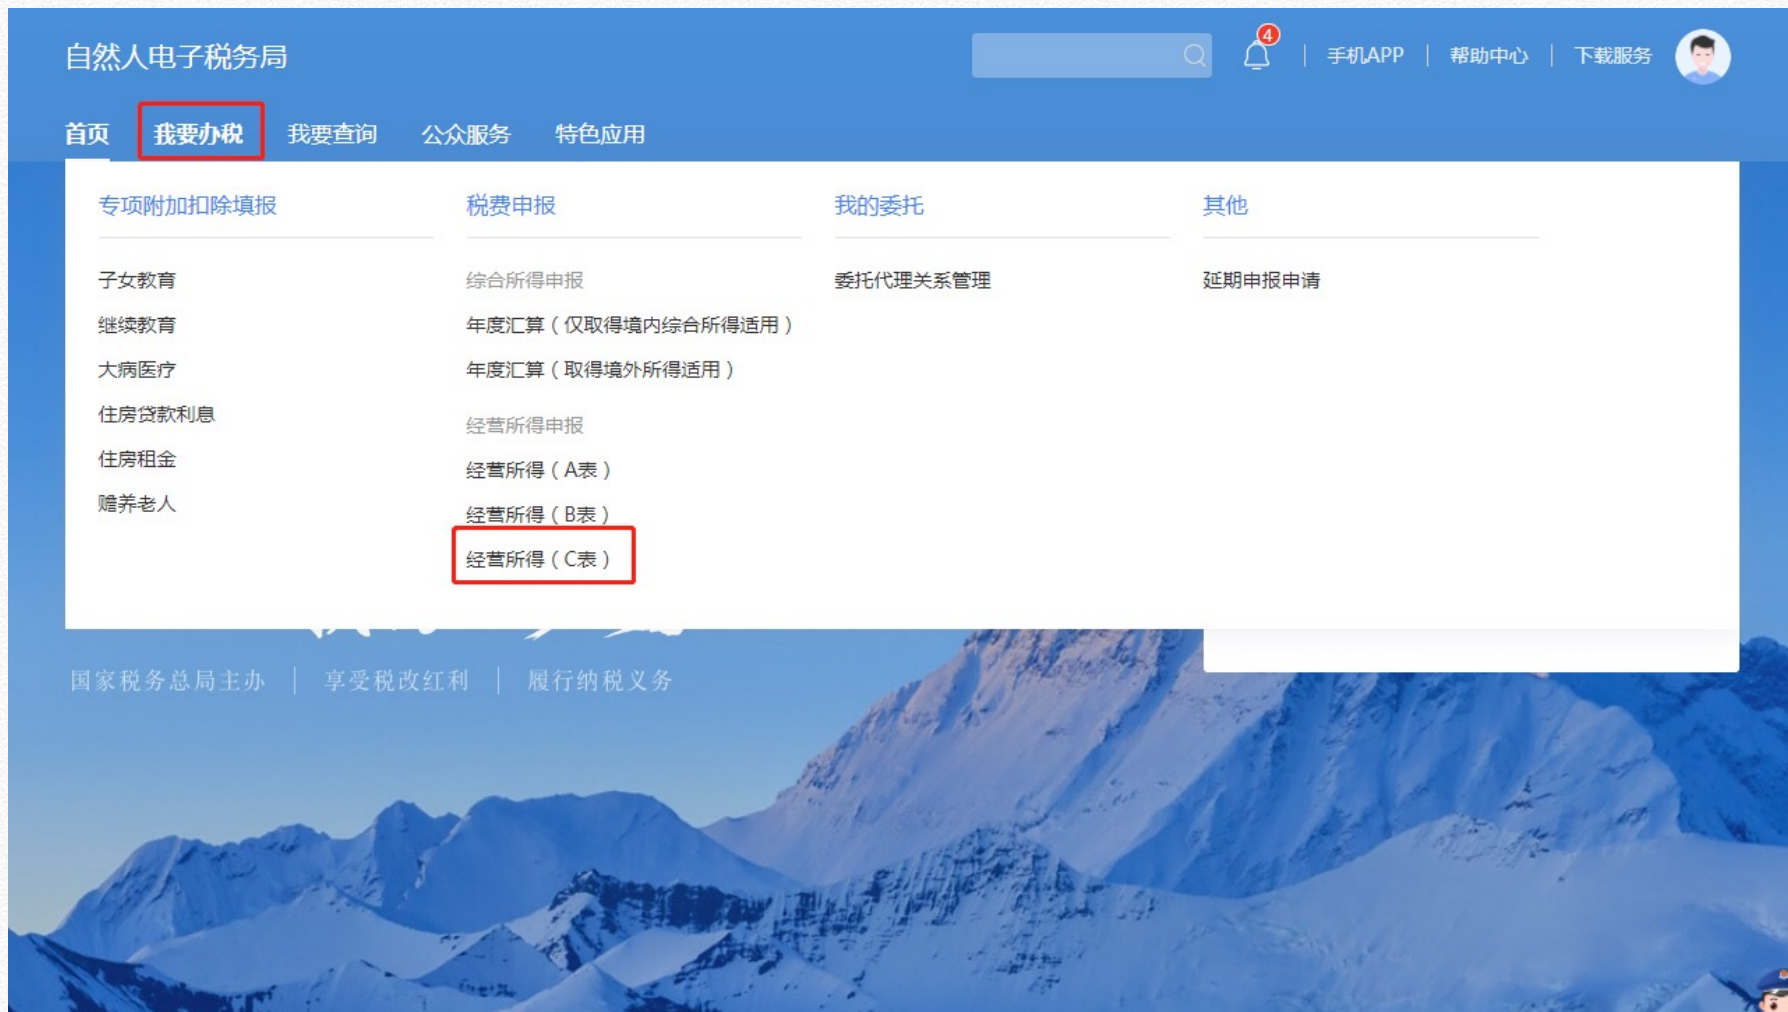 自然人电子税务局
4
手机APP
帮助中心
下载服务
首页
我要办税
我要查询
公众服务
特色应用
专项附加扣除填报
子女教育
继续教育
大病医疗
住房贷款利息
住房租金
赡养老人
税费申报
综合所得申报
年度汇算（仅取得境内综合所得适用）
年度汇算（取得境外所得适用）
经营所得申报
经营所得（A表）
经营所得（B表）
经营所得（C表）
我的委托
委托代理关系管理
其他
延期申报申请
国家税务总局主办
享受税改红利
履行纳税义务